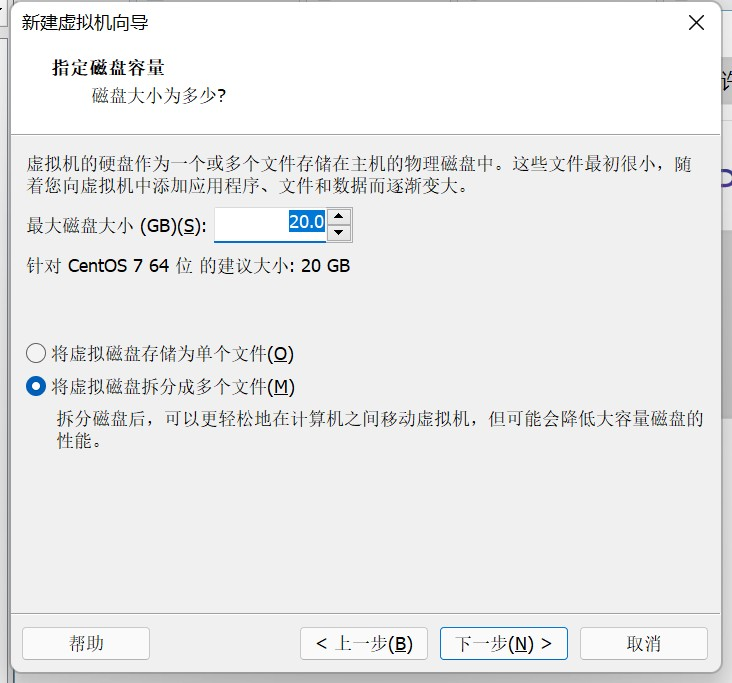 新建虚拟机向导
指定磁盘容量
磁盘大小为多少?
虚拟机的硬盘作为一个或多个文件存储在主机的物理磁盘中。这些文件最初很小，随
着您向虚拟机中添加应用程序、文件和数据而逐渐变大。
最大磁盘大小 (GB)(S): 20.0
针对 CentOS 7 64 位 的建议大小: 20 GB
将虚拟磁盘存储为单个文件(O)
将虚拟磁盘拆分成多个文件(M)
拆分磁盘后，可以更轻松地在计算机之间移动虚拟机，但可能会降低大容量磁盘的
性能。
帮助 < 上一步(B) 下一步(N) > 取消